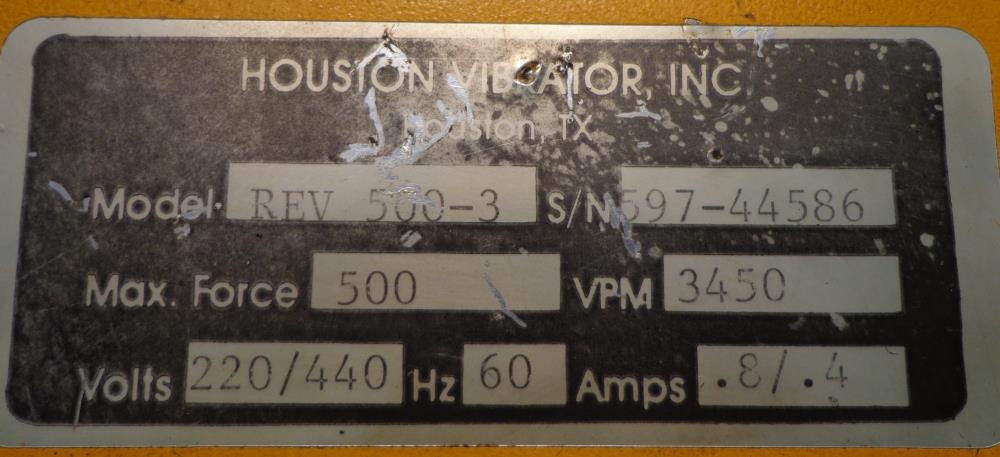 HOUSTON VIBRATOR, INC
Houston, TX
Model REV 500-3 S/N 597-44586
Max. Force 500 VPM 3450
Volts 220/440 Hz 60 Amps .8/.4